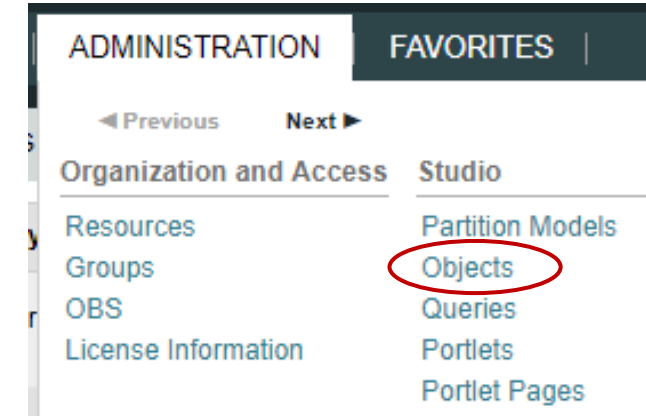 ADMINISTRATION | FAVORITES |
◄Previous Next►
Organization and Access
Resources
Groups
OBS
License Information
Studio
Partition Models
Objects
Queries
Portlets
Portlet Pages